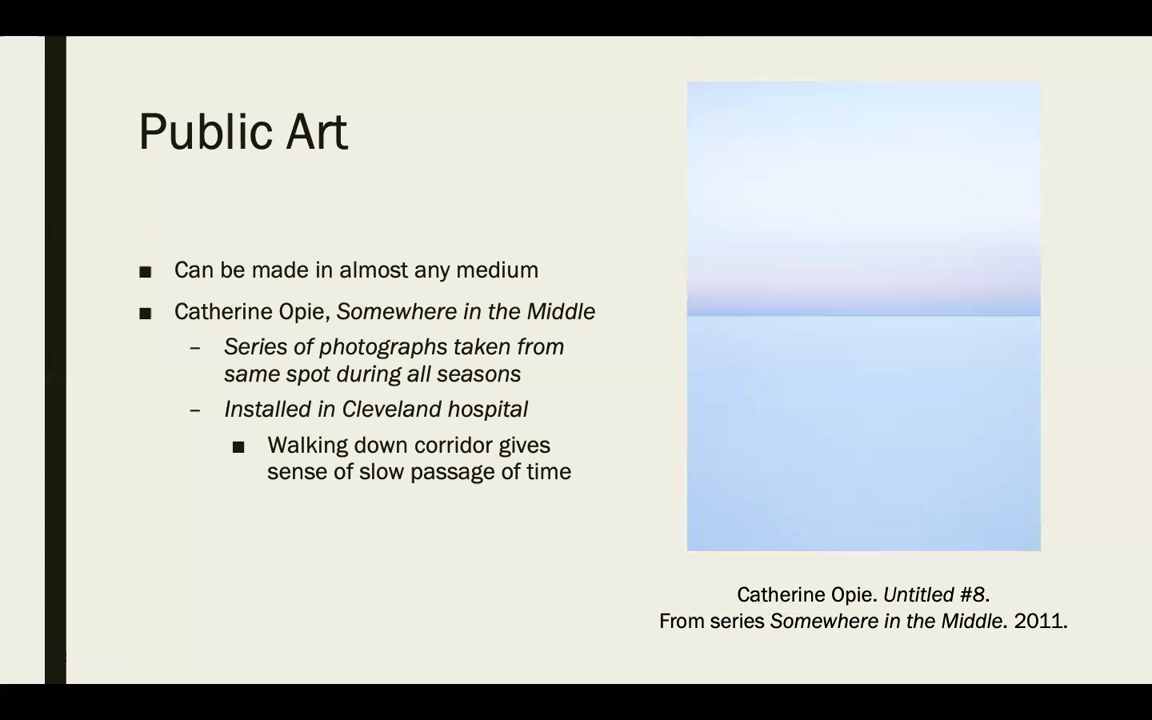 Public Art
■ Can be made in almost any medium
■ Catherine Opie, Somewhere in the Middle
– Series of photographs taken from
same spot during all seasons
– Installed in Cleveland hospital
■ Walking down corridor gives
sense of slow passage of time
Catherine Opie. Untitled #8.
From series Somewhere in the Middle. 2011.